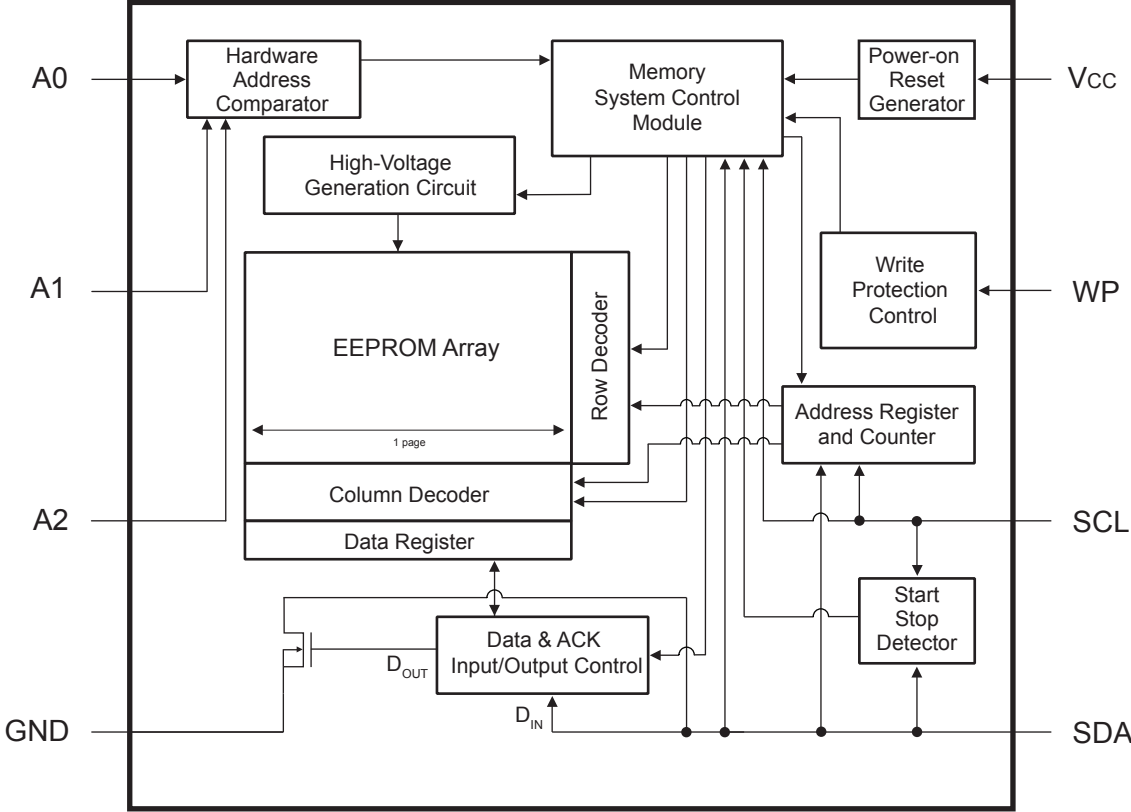 A0
Hardware
Address
Comparator
Memory
System Control
Module
Power-on
Reset
Generator
VCC
High-Voltage
Generation Circuit
A1
EEPROM Array
Row Decoder
Write
Protection
Control
WP
1 page
Address Register
and Counter
Column Decoder
A2
Data Register
SCL
Start
Stop
Detector
Data & ACK
Input/Output Control
DOUT
DIN
GND
SDA